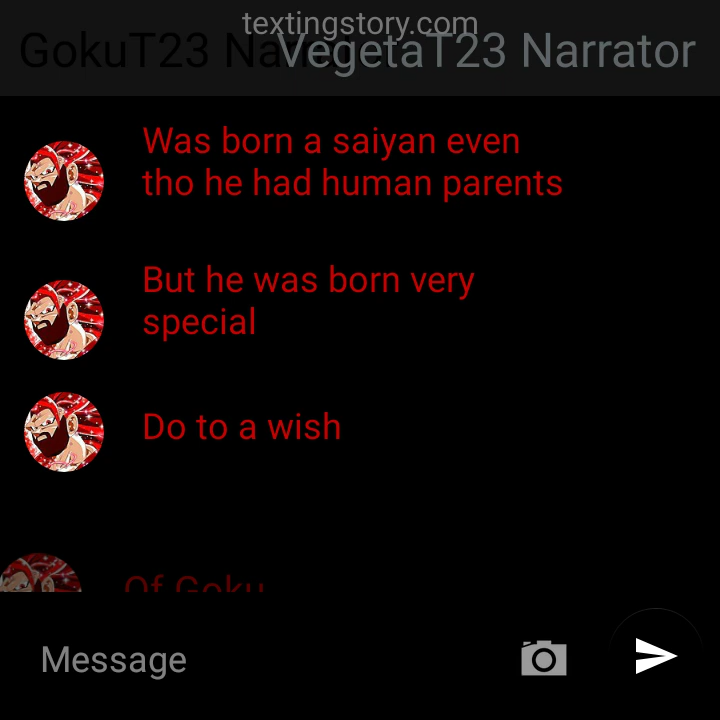 textingstory.com
GokuT23 VegetaT23 Narrator
Was born a saiyan even
tho he had human parents
But he was born very
special
Do to a wish
Of Goku
Message